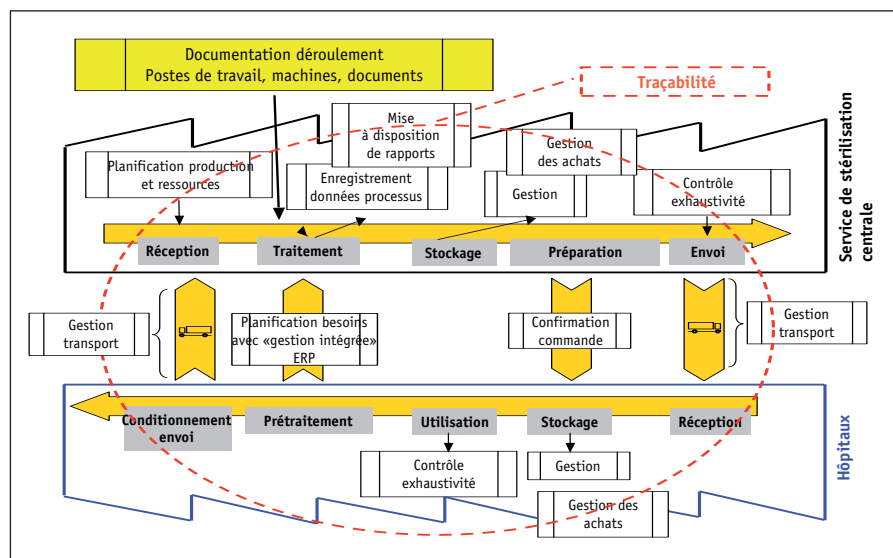 Documentation déroulement
Postes de travail, machines, documents
Traçabilité
Mise
à disposition
de rapports
Gestion
des achats
Planification production
et ressources
Enregistrement
données processus
Gestion
Contrôle
exhaustivité
Service de stérilisation
centrale
Réception
Traitement
Stockage
Préparation
Envoi
Gestion
transport
Planification besoins
avec «gestion intégrée»
ERP
Confirmation
commande
Gestion
transport
Conditionnement
envoi
Prétraitement
Utilisation
Stockage
Réception
Hôpitaux
Contrôle
exhaustivité
Gestion
Gestion des
achats